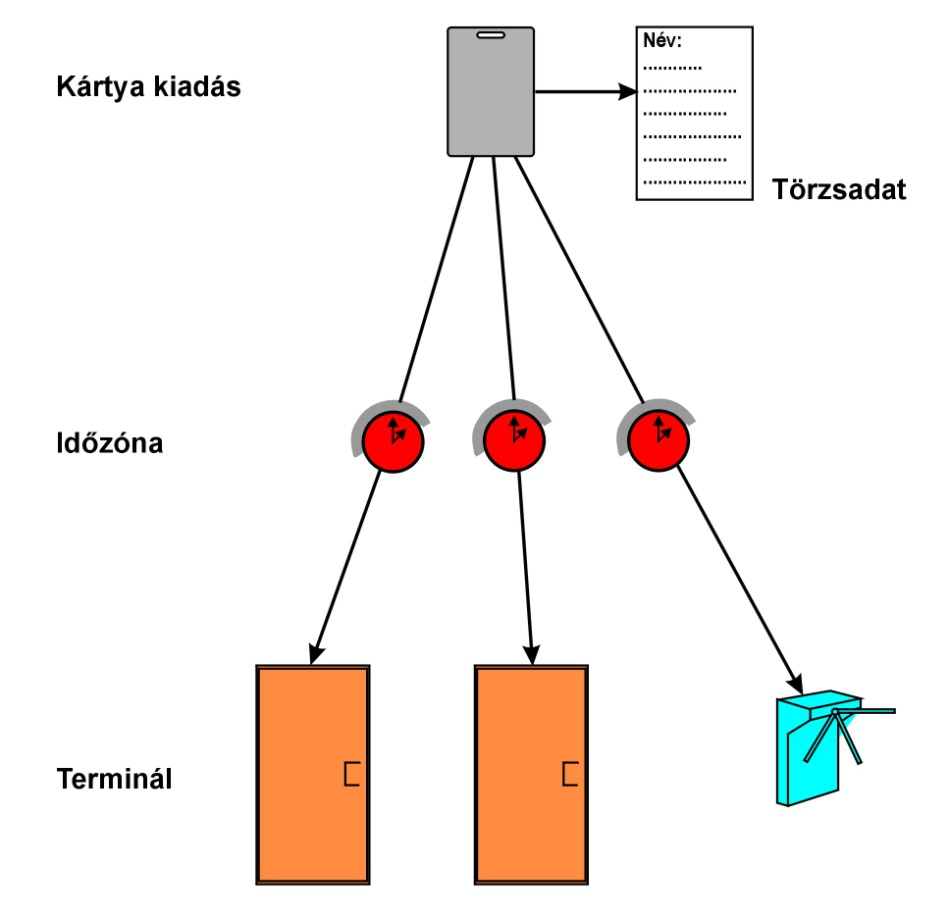 Név:
Kártya kiadás
Törzsadat
Időzóna
Terminál